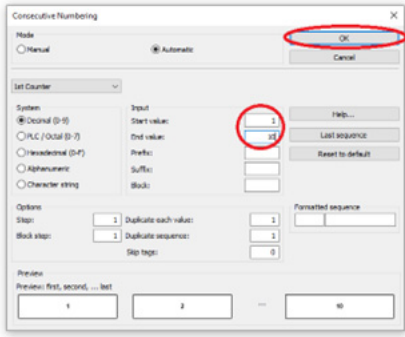 Consecutive Numbering
Mode
Manual
Automatic
OK
Cancel
1st Counter
System
Decimal (0-9)
PLC / Octal (0-7)
Hexadecimal (0-F)
Alphanumeric
Character string
Input
Start value: 1
End value: 10
Prefix:
Suffix:
Block:
Help...
Last sequence
Reset to default
Options
Step: 1
Block step: 1
Duplicate each value: 1
Duplicate sequence: 1
Skip tags: 0
Formatted sequence
Preview
Preview: first, second, ... last
1
2
...
10